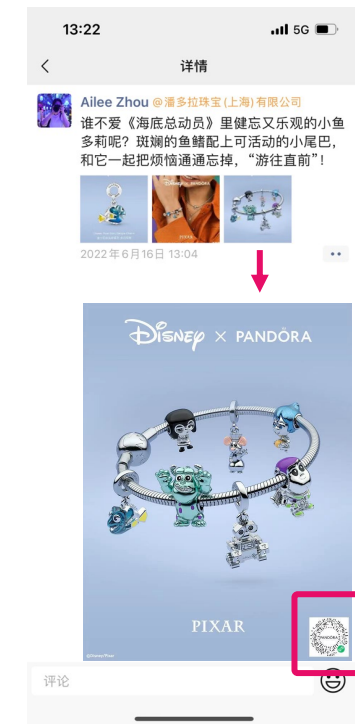 13:22
5G
详情
Ailee Zhou @潘多拉珠宝(上海)有限公司
谁不爱《海底总动员》里健忘又乐观的小鱼
多莉呢？斑斓的鱼鳍配上可活动的小尾巴，
和它一起把烦恼通通忘掉，“游往直前”！
2022年6月16日 13:04
Disney × PANDÖRA
PIXAR
PANDORA
©Disney/Pixar
评论